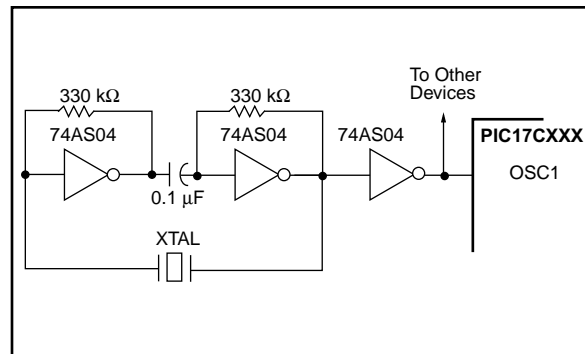 To Other
Devices
330 kΩ
330 kΩ
74AS04
74AS04
74AS04
PIC17CXXX
OSC1
0.1 µF
XTAL